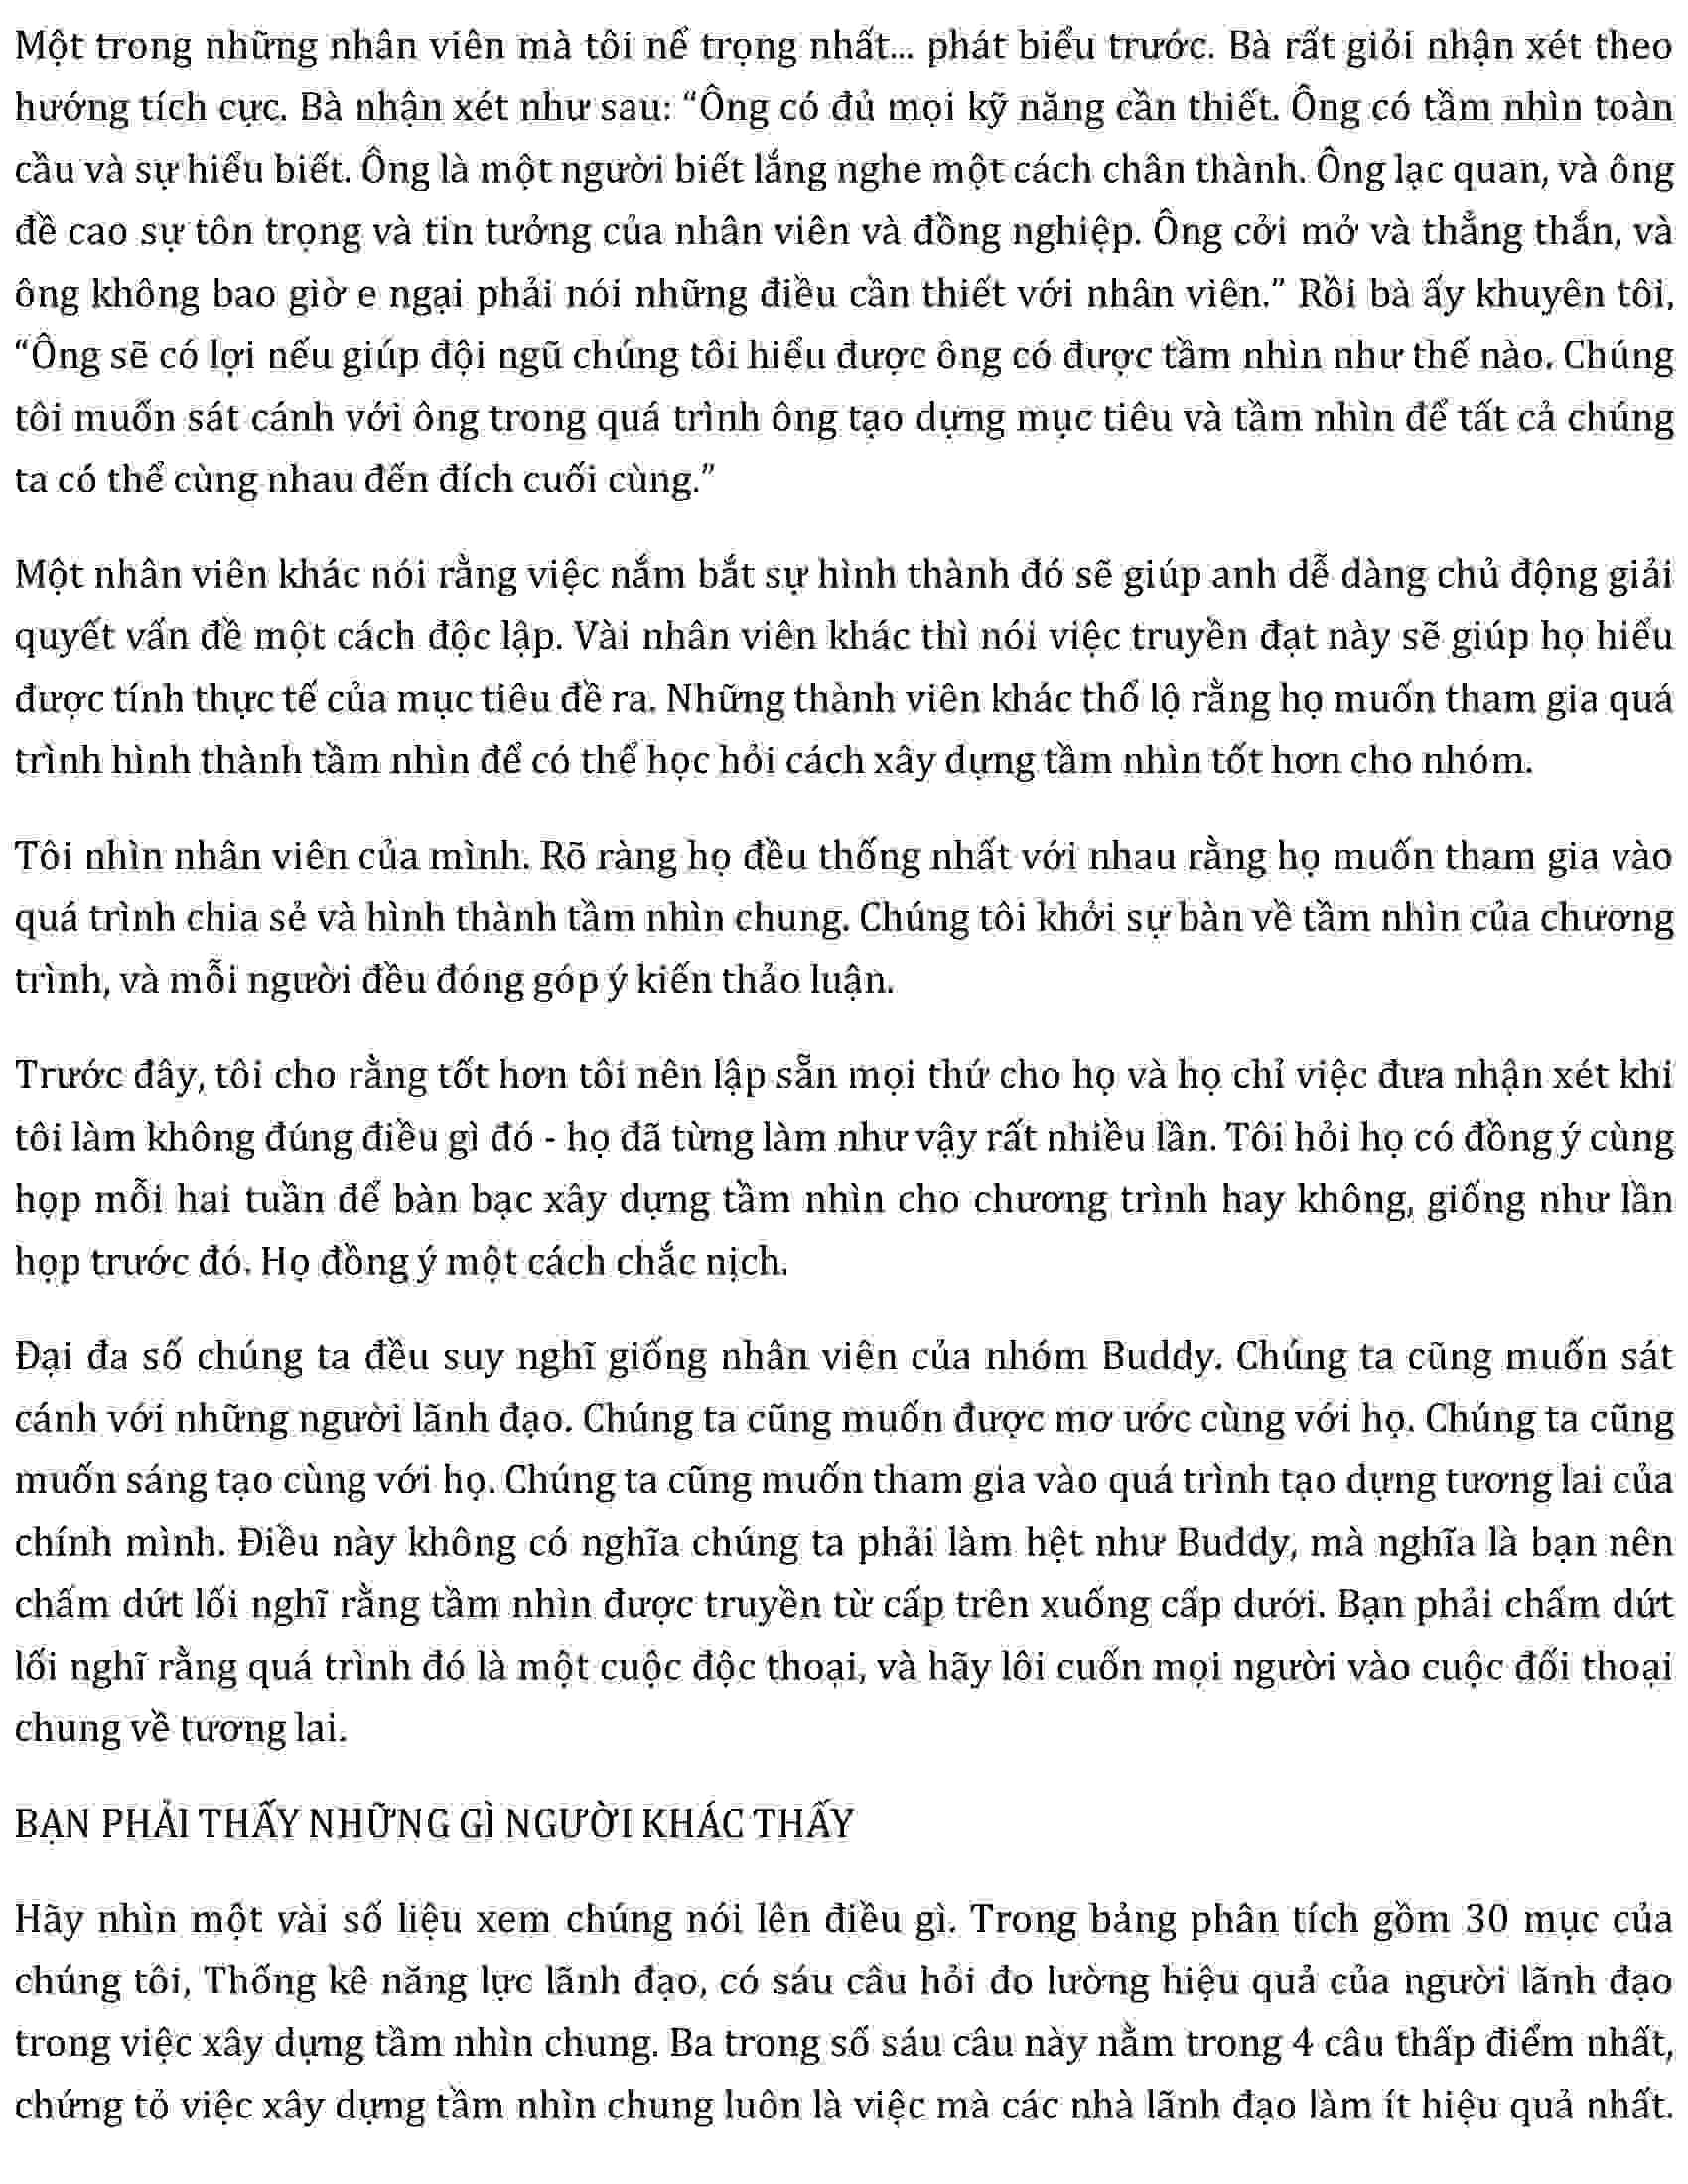 Một trong những nhân viên mà tôi nể trọng nhất... phát biểu trước. Bà rất giỏi nhận xét theo
hướng tích cực. Bà nhận xét như sau: “Ông có đủ mọi kỹ năng cần thiết. Ông có tầm nhìn toàn
cầu và sự hiểu biết. Ông là một người biết lắng nghe một cách chân thành. Ông lạc quan, và ông
đề cao sự tôn trọng và tin tưởng của nhân viên và đồng nghiệp. Ông cởi mở và thẳng thắn, và
ông không bao giờ e ngại phải nói những điều cần thiết với nhân viên.” Rồi bà ấy khuyên tôi,
“Ông sẽ có lợi nếu giúp đội ngũ chúng tôi hiểu được ông có được tầm nhìn như thế nào. Chúng
tôi muốn sát cánh với ông trong quá trình ông tạo dựng mục tiêu và tầm nhìn để tất cả chúng
ta có thể cùng nhau đến đích cuối cùng.”
Một nhân viên khác nói rằng việc nắm bắt sự hình thành đó sẽ giúp anh dễ dàng chủ động giải
quyết vấn đề một cách độc lập. Vài nhân viên khác thì nói việc truyền đạt này sẽ giúp họ hiểu
được tính thực tế của mục tiêu đề ra. Những thành viên khác thổ lộ rằng họ muốn tham gia quá
trình hình thành tầm nhìn để có thể học hỏi cách xây dựng tầm nhìn tốt hơn cho nhóm.
Tôi nhìn nhân viên của mình. Rõ ràng họ đều thống nhất với nhau rằng họ muốn tham gia vào
quá trình chia sẻ và hình thành tầm nhìn chung. Chúng tôi khởi sự bàn về tầm nhìn của chương
trình, và mỗi người đều đóng góp ý kiến thảo luận.
Trước đây, tôi cho rằng tốt hơn tôi nên lập sẵn mọi thứ cho họ và họ chỉ việc đưa nhận xét khi
tôi làm không đúng điều gì đó - họ đã từng làm như vậy rất nhiều lần. Tôi hỏi họ có đồng ý cùng
họp mỗi hai tuần để bàn bạc xây dựng tầm nhìn cho chương trình hay không, giống như lần
họp trước đó. Họ đồng ý một cách chắc nịch.
Đại đa số chúng ta đều suy nghĩ giống nhân viên của nhóm Buddy. Chúng ta cũng muốn sát
cánh với những người lãnh đạo. Chúng ta cũng muốn được mơ ước cùng với họ. Chúng ta cũng
muốn sáng tạo cùng với họ. Chúng ta cũng muốn tham gia vào quá trình tạo dựng tương lai của
chính mình. Điều này không có nghĩa chúng ta phải làm hệt như Buddy, mà nghĩa là bạn nên
chấm dứt lối nghĩ rằng tầm nhìn được truyền từ cấp trên xuống cấp dưới. Bạn phải chấm dứt
lối nghĩ rằng quá trình đó là một cuộc độc thoại, và hãy lôi cuốn mọi người vào cuộc đối thoại
chung về tương lai.
BẠN PHẢI THẤY NHỮNG GÌ NGƯỜI KHÁC THẤY
Hãy nhìn một vài số liệu xem chúng nói lên điều gì. Trong bảng phân tích gồm 30 mục của
chúng tôi, Thống kê năng lực lãnh đạo, có sáu câu hỏi đo lường hiệu quả của người lãnh đạo
trong việc xây dựng tầm nhìn chung. Ba trong số sáu câu này nằm trong 4 câu thấp điểm nhất,
chứng tỏ việc xây dựng tầm nhìn chung luôn là việc mà các nhà lãnh đạo làm ít hiệu quả nhất.